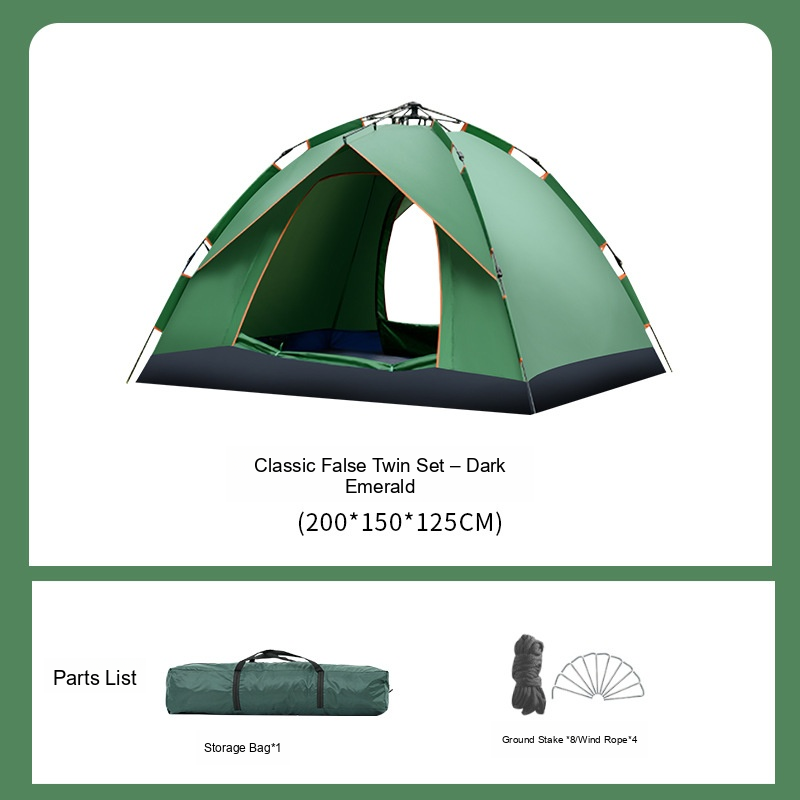 Classic False Twin Set – Dark
Emerald
(200*150*125CM)
Parts List
Storage Bag*1
Ground Stake *8/Wind Rope*4